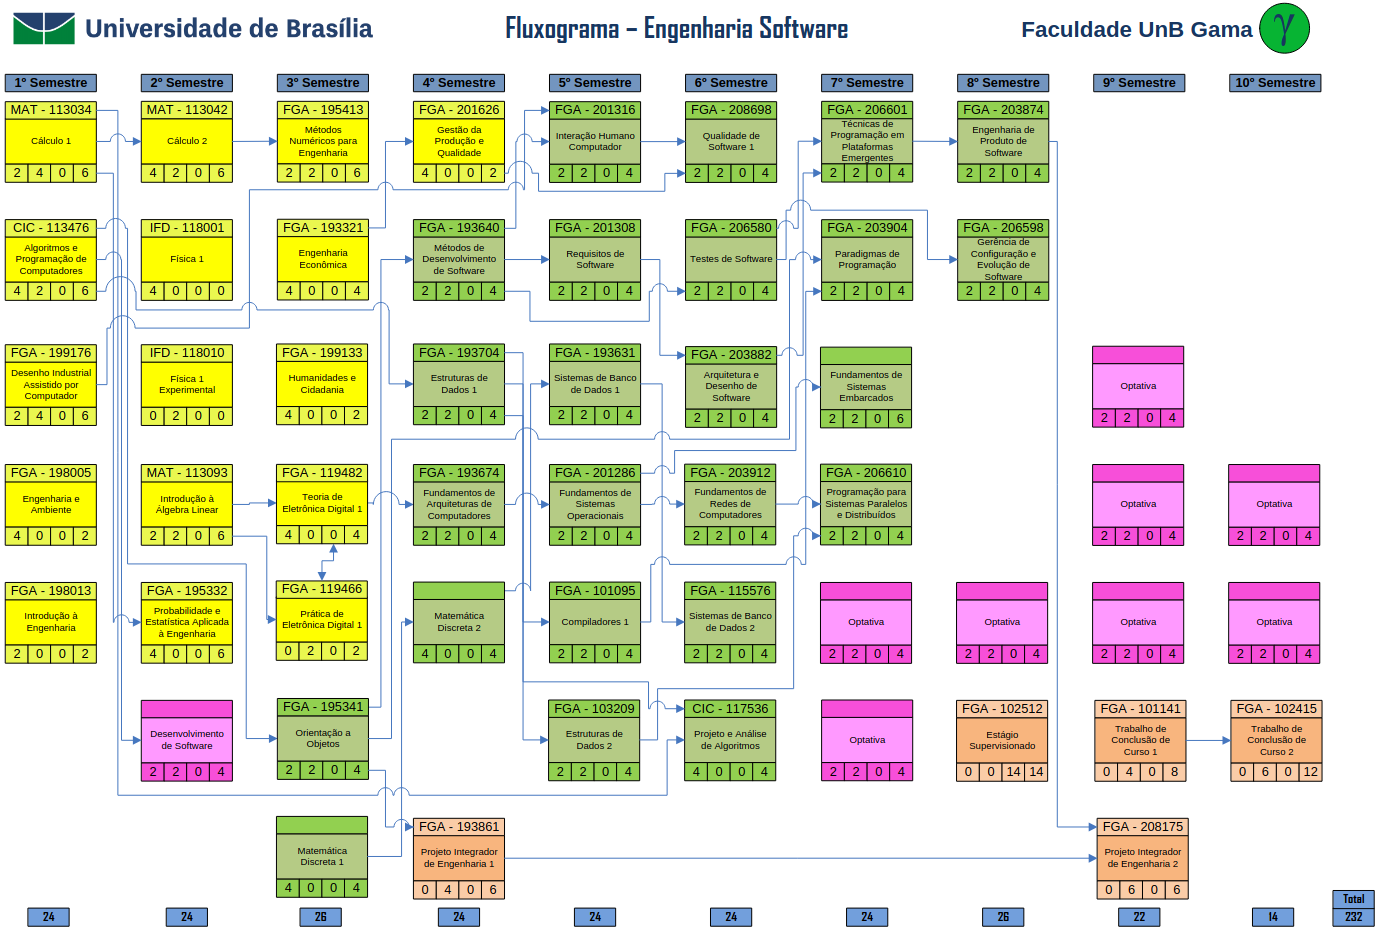 Universidade de Brasília
Fluxograma – Engenharia Software
Faculdade UnB Gama
γ
1º Semestre
2º Semestre
3º Semestre
4º Semestre
5º Semestre
6º Semestre
7º Semestre
8º Semestre
9º Semestre
10º Semestre
MAT - 113034
Cálculo 1
2 4 0 6
MAT - 113042
Cálculo 2
4 2 0 6
FGA - 195413
Métodos
Numéricos para
Engenharia
2 2 0 6
FGA - 201626
Gestão da
Produção e
Qualidade
4 0 0 2
FGA - 201316
Interação Humano
Computador
2 2 0 4
FGA - 208698
Qualidade de
Software 1
2 2 0 4
FGA - 206601
Técnicas de
Programação em
Plataformas
Emergentes
2 2 0 4
FGA - 203874
Engenharia de
Produto de
Software
2 2 0 4
CIC - 113476
Algoritmos e
Programação de
Computadores
4 2 0 6
IFD - 118001
Física 1
4 0 0 0
FGA - 193321
Engenharia
Econômica
4 0 0 4
FGA - 193640
Métodos de
Desenvolvimento
de Software
2 2 0 4
FGA - 201308
Requisitos de
Software
2 2 0 4
FGA - 206580
Testes de Software
2 2 0 4
FGA - 203904
Paradigmas de
Programação
2 2 0 4
FGA - 206598
Gerência de
Configuração e
Evolução de
Software
2 2 0 4
FGA - 199176
Desenho Industrial
Assistido por
Computador
2 4 0 6
IFD - 118010
Física 1
Experimental
0 2 0 0
FGA - 199133
Humanidades e
Cidadania
4 0 0 2
FGA - 193704
Estruturas de
Dados 1
2 2 0 4
FGA - 193631
Sistemas de Banco
de Dados 1
2 2 0 4
FGA - 203882
Arquitetura e
Desenho de
Software
2 2 0 4
Fundamentos de
Sistemas
Embarcados
2 2 0 6
Optativa
2 2 0 4
FGA - 198005
Engenharia e
Ambiente
4 0 0 2
MAT - 113093
Introdução à
Álgebra Linear
2 2 0 6
FGA - 119482
Teoria de
Eletrônica Digital 1
4 0 0 4
FGA - 193674
Fundamentos de
Arquiteturas de
Computadores
2 2 0 4
FGA - 201286
Fundamentos de
Sistemas
Operacionais
2 2 0 4
FGA - 203912
Fundamentos de
Redes de
Computadores
2 2 0 4
FGA - 206610
Programação para
Sistemas Paralelos
e Distribuídos
2 2 0 4
Optativa
2 2 0 4
Optativa
2 2 0 4
FGA - 198013
Introdução à
Engenharia
2 0 0 2
FGA - 195332
Probabilidade e
Estatística Aplicada
à Engenharia
4 0 0 6
FGA - 119466
Prática de
Eletrônica Digital 1
0 2 0 2
Matemática
Discreta 2
4 0 0 4
FGA - 101095
Compiladores 1
2 2 0 4
FGA - 115576
Sistemas de Banco
de Dados 2
2 2 0 4
Optativa
2 2 0 4
Optativa
2 2 0 4
Optativa
2 2 0 4
Optativa
2 2 0 4
Desenvolvimento
de Software
2 2 0 4
FGA - 195341
Orientação a
Objetos
2 2 0 4
FGA - 103209
Estruturas de
Dados 2
2 2 0 4
CIC - 117536
Projeto e Análise
de Algoritmos
4 0 0 4
Optativa
2 2 0 4
FGA - 102512
Estágio
Supervisionado
0 0 14 14
FGA - 101141
Trabalho de
Conclusão de
Curso 1
0 4 0 8
FGA - 102415
Trabalho de
Conclusão de
Curso 2
0 6 0 12
Matemática
Discreta 1
4 0 0 4
FGA - 193861
Projeto Integrador
de Engenharia 1
0 4 0 6
FGA - 208175
Projeto Integrador
de Engenharia 2
0 6 0 6
24
24
26
24
24
24
24
26
22
14
Total
232